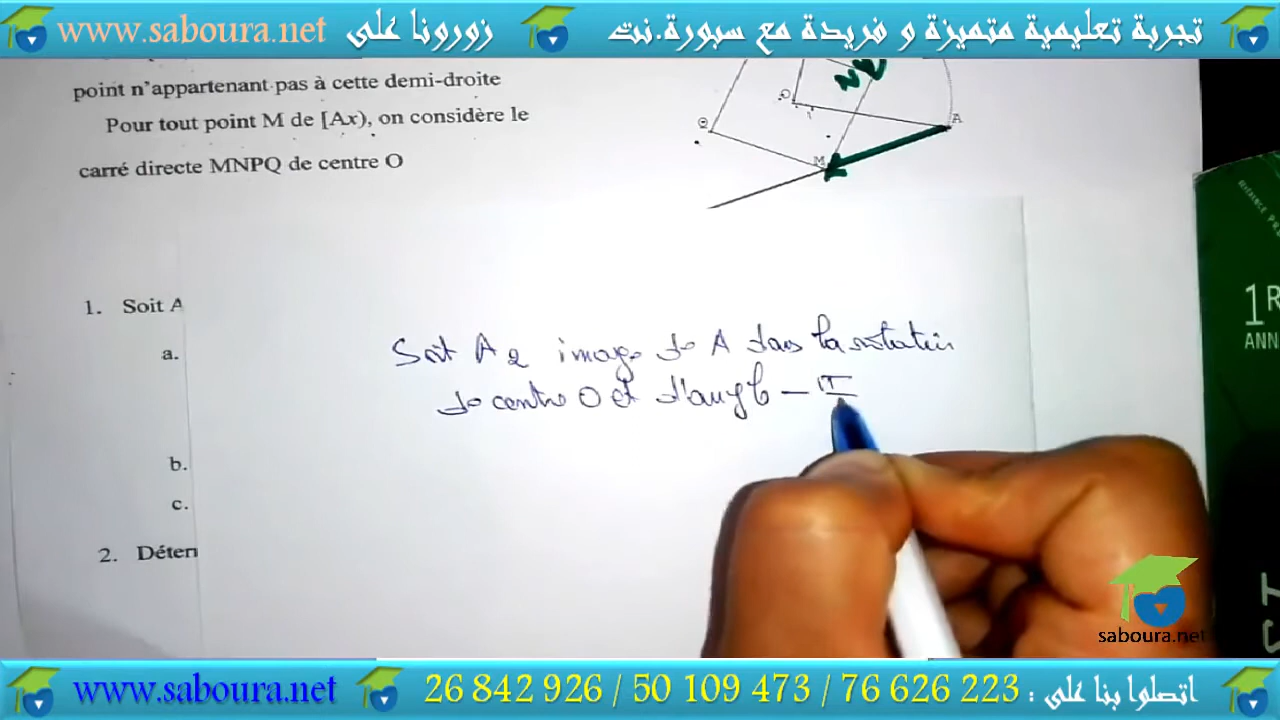 www.saboura.net زورونا على
تجربة تعليمية متميزة و فريدة مع سبورة.نت
point n'appartenant pas à cette demi-droite
Pour tout point M de [Ax), on considère le
carré directe MNPQ de centre O
O
A
Q
M
1. Soit A
a.
Soit A2 image de A dans la rotation
de centre O et d'angle - π
b.
c.
2. Déter
1R
ANN
saboura.net
www.saboura.net
اتصلوا بنا على : 26 842 926 / 50 109 473 / 76 626 223